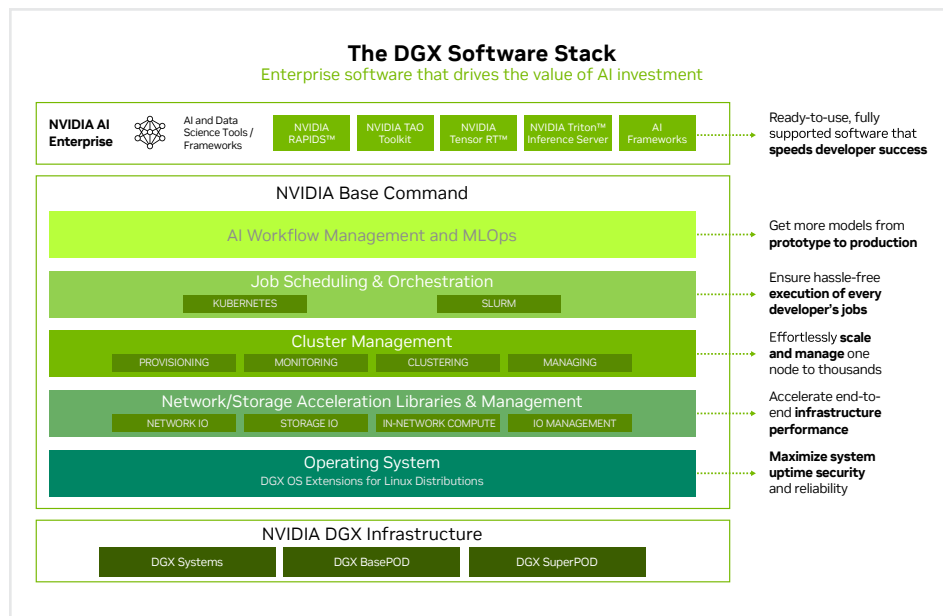 The DGX Software Stack
Enterprise software that drives the value of AI investment
NVIDIA AI
Enterprise
AI and Data
Science Tools /
Frameworks
NVIDIA
RAPIDS™
NVIDIA TAO
Toolkit
NVIDIA
Tensor RT™
NVIDIA Triton™
Inference Server
AI
Frameworks
Ready-to-use, fully
supported software that
speeds developer success
NVIDIA Base Command
AI Workflow Management and MLOps
Get more models from
prototype to production
Job Scheduling & Orchestration
KUBERNETES
SLURM
Ensure hassle-free
execution of every
developer's jobs
Cluster Management
PROVISIONING
MONITORING
CLUSTERING
MANAGING
Effortlessly scale
and manage one
node to thousands
Network/Storage Acceleration Libraries & Management
NETWORK IO
STORAGE IO
IN-NETWORK COMPUTE
IO MANAGEMENT
Accelerate end-to-
end infrastructure
performance
Operating System
DGX OS Extensions for Linux Distributions
Maximize system
uptime security
and reliability
NVIDIA DGX Infrastructure
DGX Systems
DGX BasePOD
DGX SuperPOD